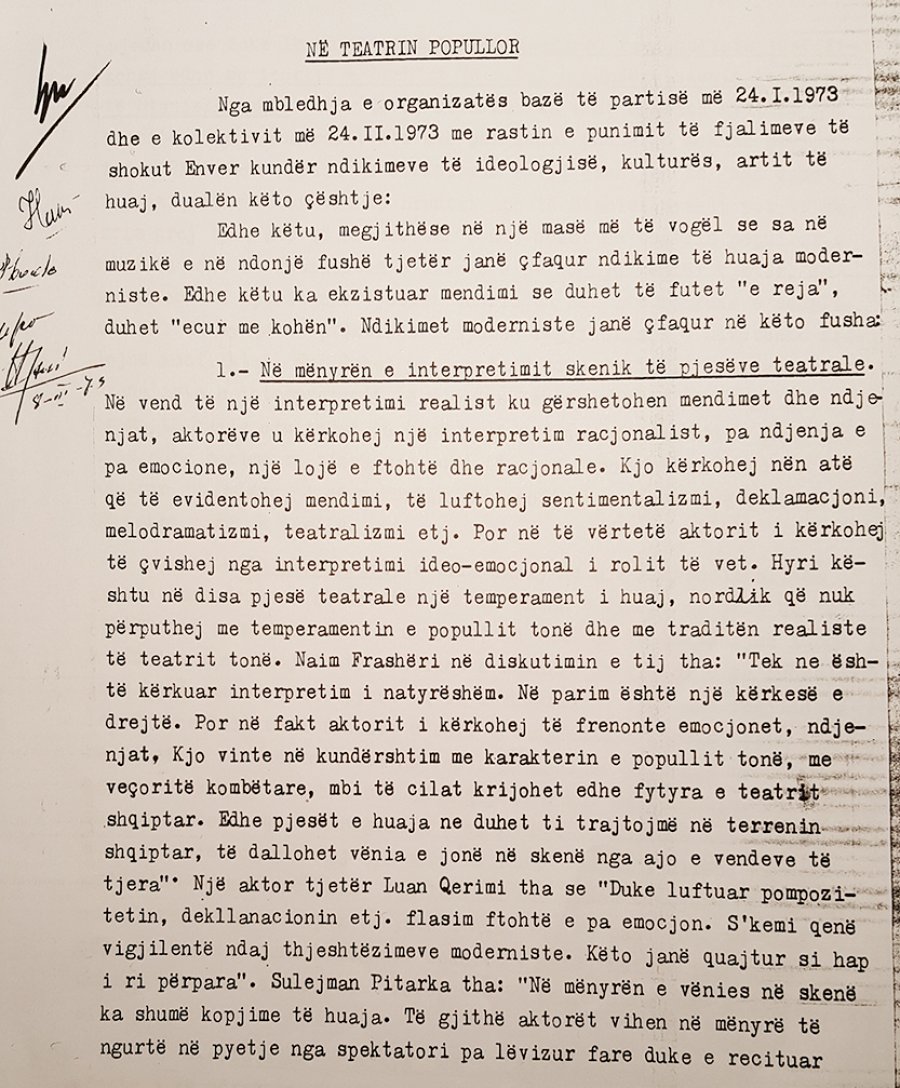 NË TEATRIN POPULLOR
Nga mbledhja e organizatës bazë të partisë më 24.I.1973
dhe e kolektivit më 24.II.1973 me rastin e punimit të fjalimeve të
shokut Enver kundër ndikimeve të ideologjisë, kulturës, artit të
huaj, dualën këto çështje:
Edhe këtu, megjithëse në një masë më të vogël se sa në
muzikë e në ndonjë fushë tjetër janë çfaqur ndikime të huaja moder-
niste. Edhe këtu ka ekzistuar mendimi se duhet të futet "e reja",
duhet "ecur me kohën". Ndikimet moderniste janë çfaqur në këto fusha:
1.- Në mënyrën e interpretimit skenik të pjesëve teatrale.
Në vend të një interpretimi realist ku gërshetohen mendimet dhe ndje-
njat, aktorëve u kërkohej një interpretim racjonalist, pa ndjenja e
pa emocione, një lojë e ftohtë dhe racjonale. Kjo kërkohej nën atë
që të evidentohej mendimi, të luftohej sentimentalizmi, deklamacjoni,
melodramatizmi, teatralizmi etj. Por në të vërtetë aktorit i kërkohej
të çvishej nga interpretimi ideo-emocjonal i rolit të vet. Hyri kë-
shtu në disa pjesë teatrale një temperament i huaj, nordik që nuk
përputhej me temperamentin e popullit tonë dhe me traditën realiste
të teatrit tonë. Naim Frashëri në diskutimin e tij tha: "Tek ne ësh-
të kërkuar interpretim i natyrëshëm. Në parim është një kërkesë e
drejtë. Por në fakt aktorit i kërkohej të frenonte emocjonet, ndje-
njat, Kjo vinte në kundërshtim me karakterin e popullit tonë, me
veçoritë kombëtare, mbi të cilat krijohet edhe fytyra e teatrit
shqiptar. Edhe pjesët e huaja ne duhet ti trajtojmë në terrenin
shqiptar, të dallohet vënia e jonë në skenë nga ajo e vendeve të
tjera". Një aktor tjetër Luan Qerimi tha se "Duke luftuar pompozi-
tetin, dekllanacionin etj. flasim ftohtë e pa emocjon. S'kemi qenë
vigjilentë ndaj thjeshtëzimeve moderniste. Këto janë quajtur si hap
i ri përpara". Sulejman Pitarka tha: "Në mënyrën e vënies në skenë
ka shumë kopjime të huaja. Të gjithë aktorët vihen në mënyrë të
ngurtë në pyetje nga spektatori pa lëvizur fare duke e recituar